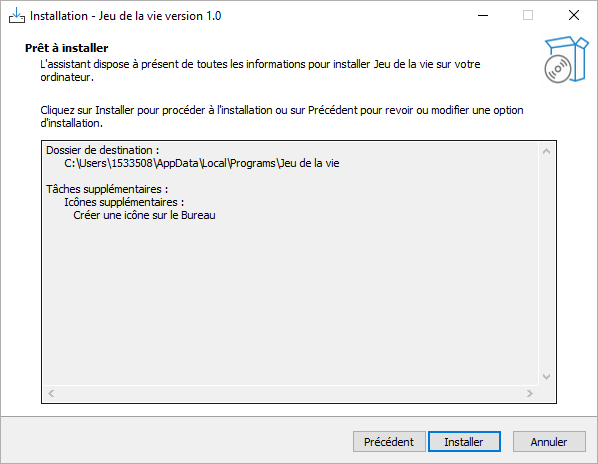 Installation - Jeu de la vie version 1.0
Prêt à installer
L'assistant dispose à présent de toutes les informations pour installer Jeu de la vie sur votre
ordinateur.
Cliquez sur Installer pour procéder à l'installation ou sur Précédent pour revoir ou modifier une option
d'installation.
Dossier de destination :
C:\Users\1533508\AppData\Local\Programs\Jeu de la vie
Tâches supplémentaires :
Icônes supplémentaires :
Créer une icône sur le Bureau
Précédent
Installer
Annuler